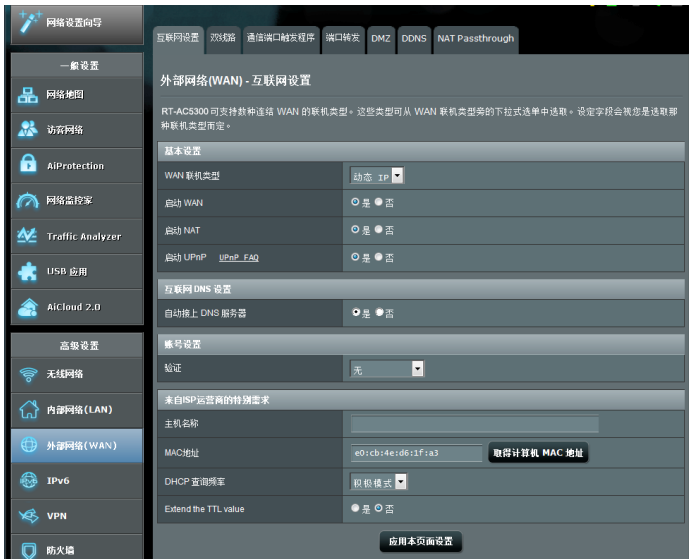 网络设置向导
一般设置
网络地图
访客网络
AiProtection
网络监控家
Traffic Analyzer
USB 应用
AiCloud 2.0
高级设置
无线网络
内部网络(LAN)
外部网络(WAN)
IPv6
VPN
防火墙
互联网设置 双线路 通信端口触发程序 端口转发 DMZ DDNS NAT Passthrough
外部网络(WAN) - 互联网设置
RT-AC5300 可支持数种连结 WAN 的联机类型。这些类型可从 WAN 联机类型旁的下拉式选单中选取。设定字段会视您是选取那
种联机类型而定。
基本设置
WAN 联机类型 动态 IP
启动 WAN 是 否
启动 NAT 是 否
启动 UPnP UPnP FAQ 是 否
互联网 DNS 设置
自动接上 DNS 服务器 是 否
账号设置
验证 无
来自ISP运营商的特别需求
主机名称
MAC地址 e0:cb:4e:d6:1f:a3 取得计算机 MAC 地址
DHCP 查询频率 积极模式
Extend the TTL value 是 否
应用本页面设置